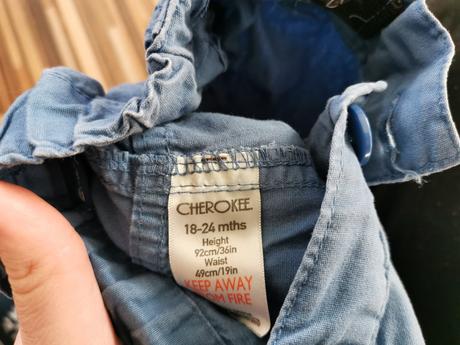 CHEROKEE.
18-24 mths
Height
92cm/36in
Waist
49cm/19in
KEEP AWAY
FROM FIRE